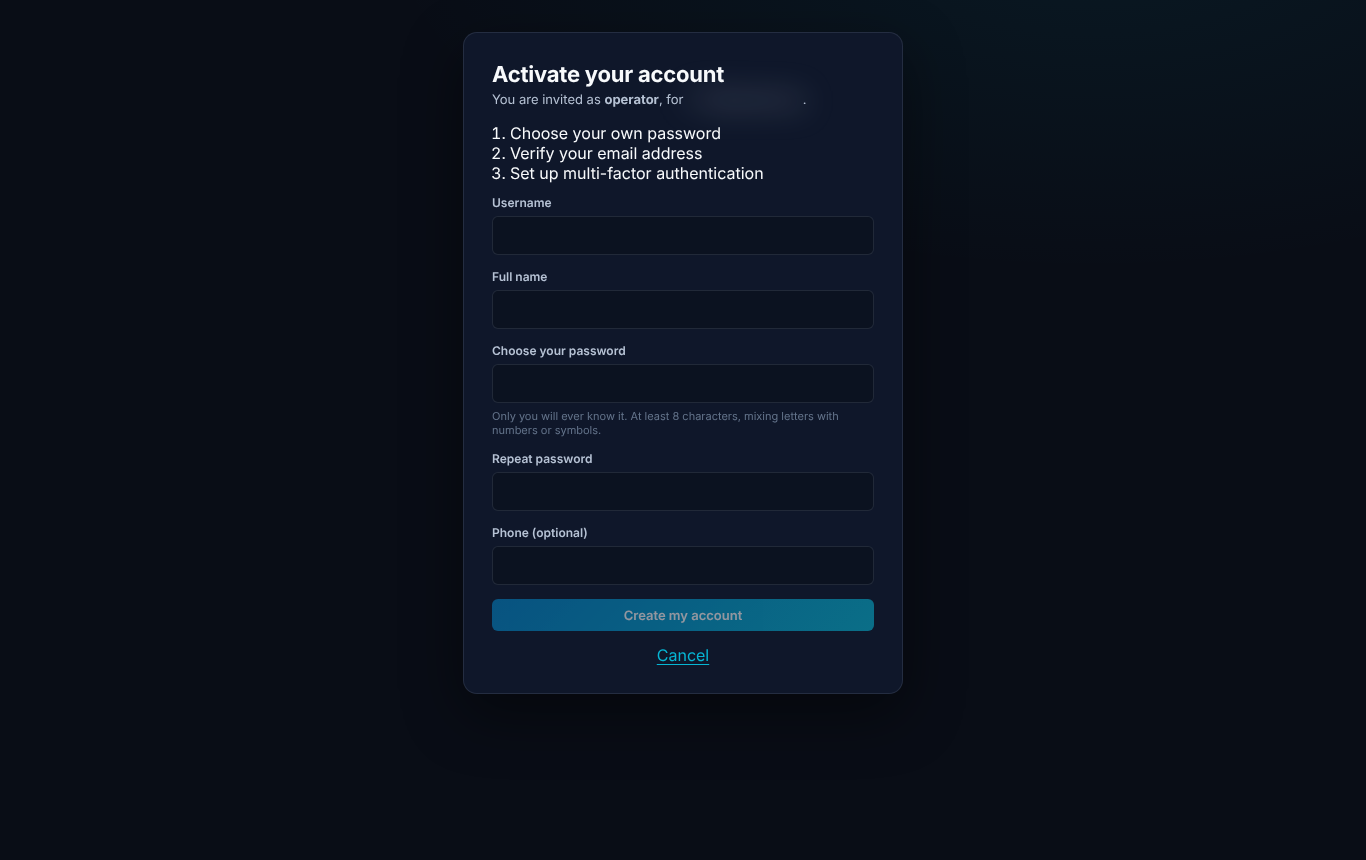 Activate your account
You are invited as operator, for .
1. Choose your own password
2. Verify your email address
3. Set up multi-factor authentication
Username
Full name
Choose your password
Only you will ever know it. At least 8 characters, mixing letters with
numbers or symbols.
Repeat password
Phone (optional)
Create my account
Cancel